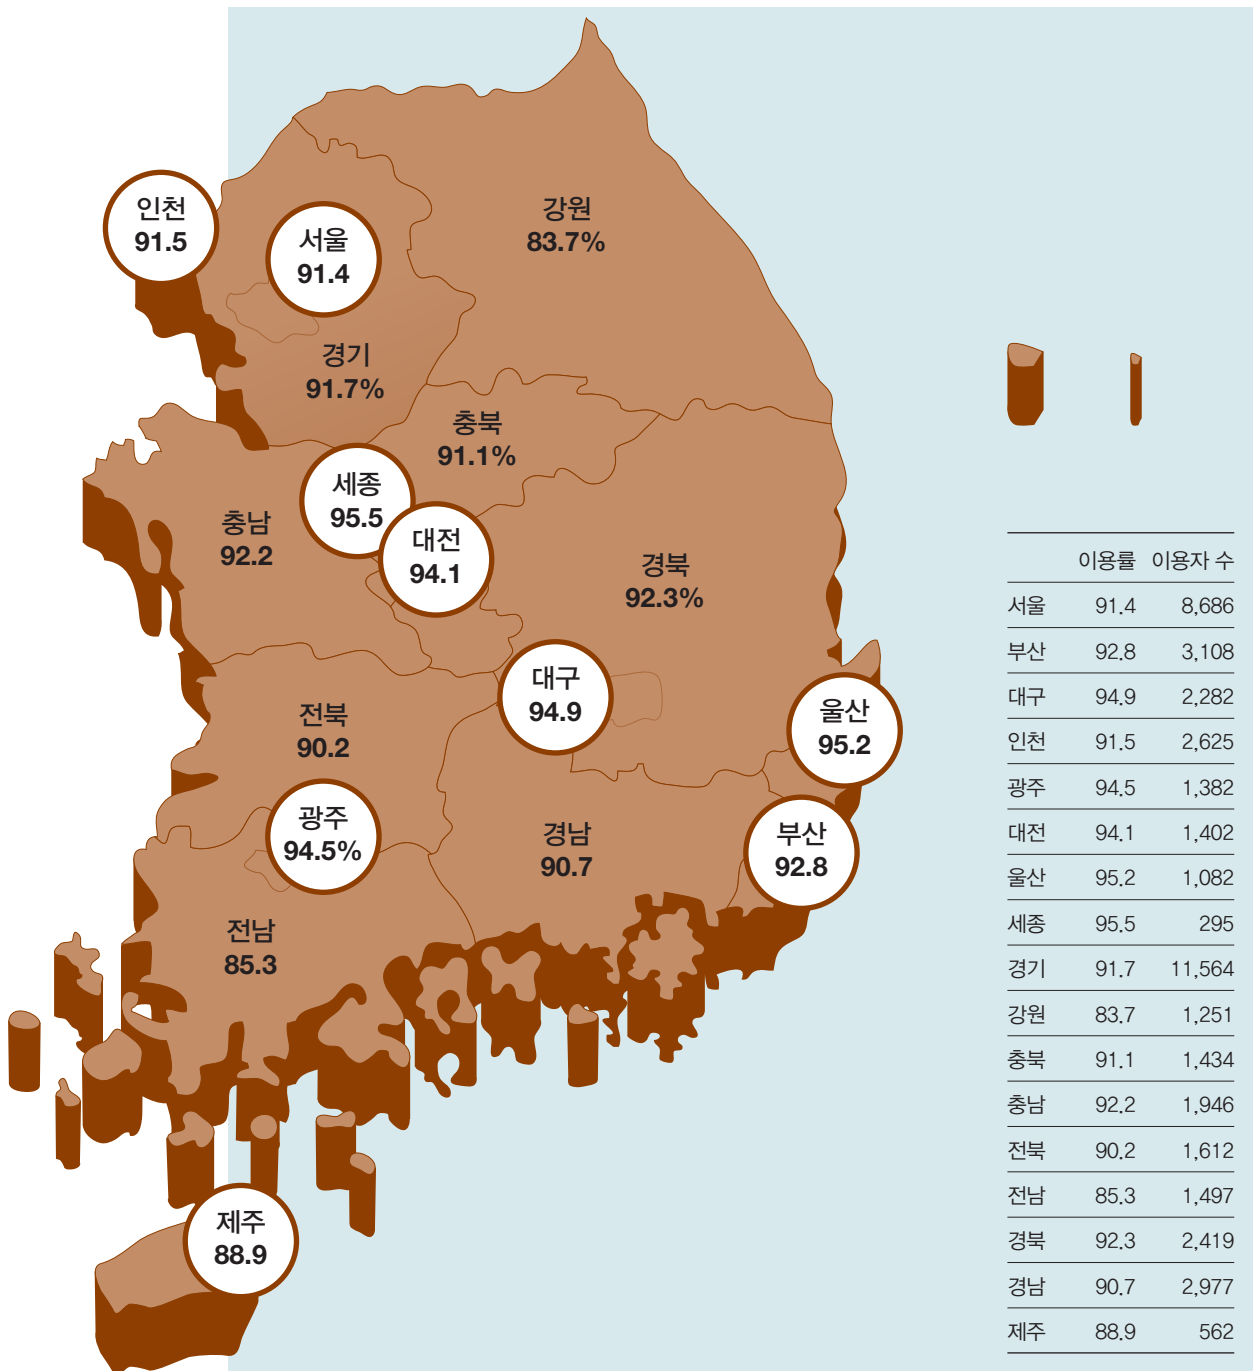 인천
91.5
서울
91.4
강원
83.7%
경기
91.7%
충북
91.1%
세종
95.5
충남
92.2
대전
94.1
경북
92.3%
대구
94.9
울산
95.2
전북
90.2
광주
94.5%
경남
90.7
부산
92.8
전남
85.3
제주
88.9
이용률 이용자 수
서울 91.4 8,686
부산 92.8 3,108
대구 94.9 2,282
인천 91.5 2,625
광주 94.5 1,382
대전 94.1 1,402
울산 95.2 1,082
세종 95.5 295
경기 91.7 11,564
강원 83.7 1,251
충북 91.1 1,434
충남 92.2 1,946
전북 90.2 1,612
전남 85.3 1,497
경북 92.3 2,419
경남 90.7 2,977
제주 88.9 562